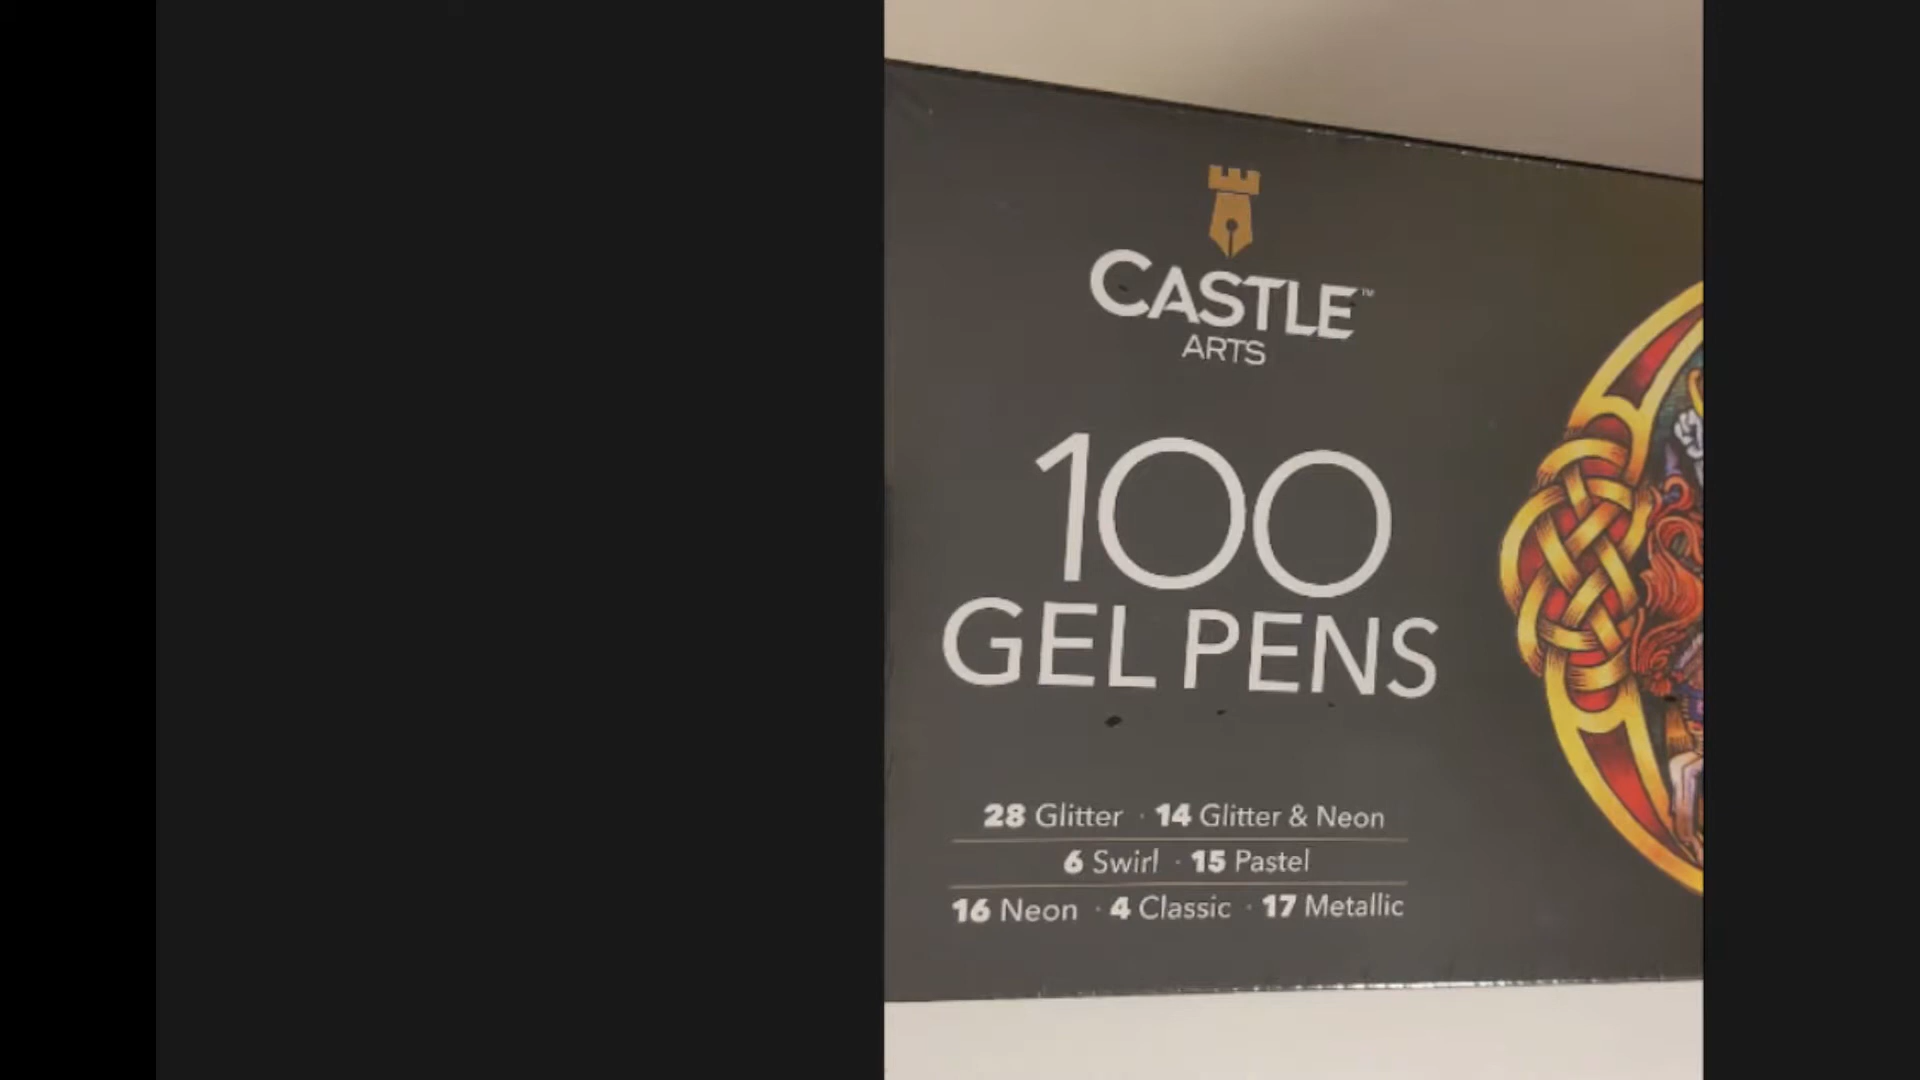 CASTLE™
ARTS
100
GEL PENS
28 Glitter · 14 Glitter & Neon
6 Swirl · 15 Pastel
16 Neon · 4 Classic · 17 Metallic